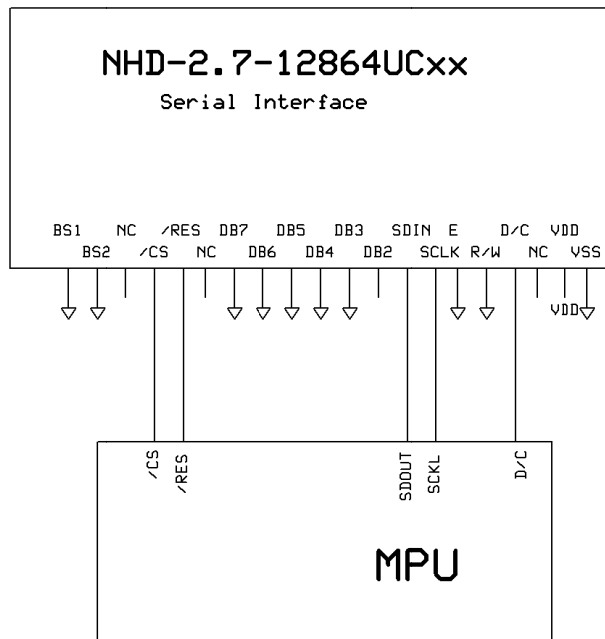 NHD-2.7-12864UCxx
Serial Interface
BS1 NC /RES DB7 DB5 DB3 SDIN E D/C VDD
BS2 /CS NC DB6 DB4 DB2 SCLK R/W NC VSS
VDD
/CS /RES SDOUT SCKL D/C
MPU